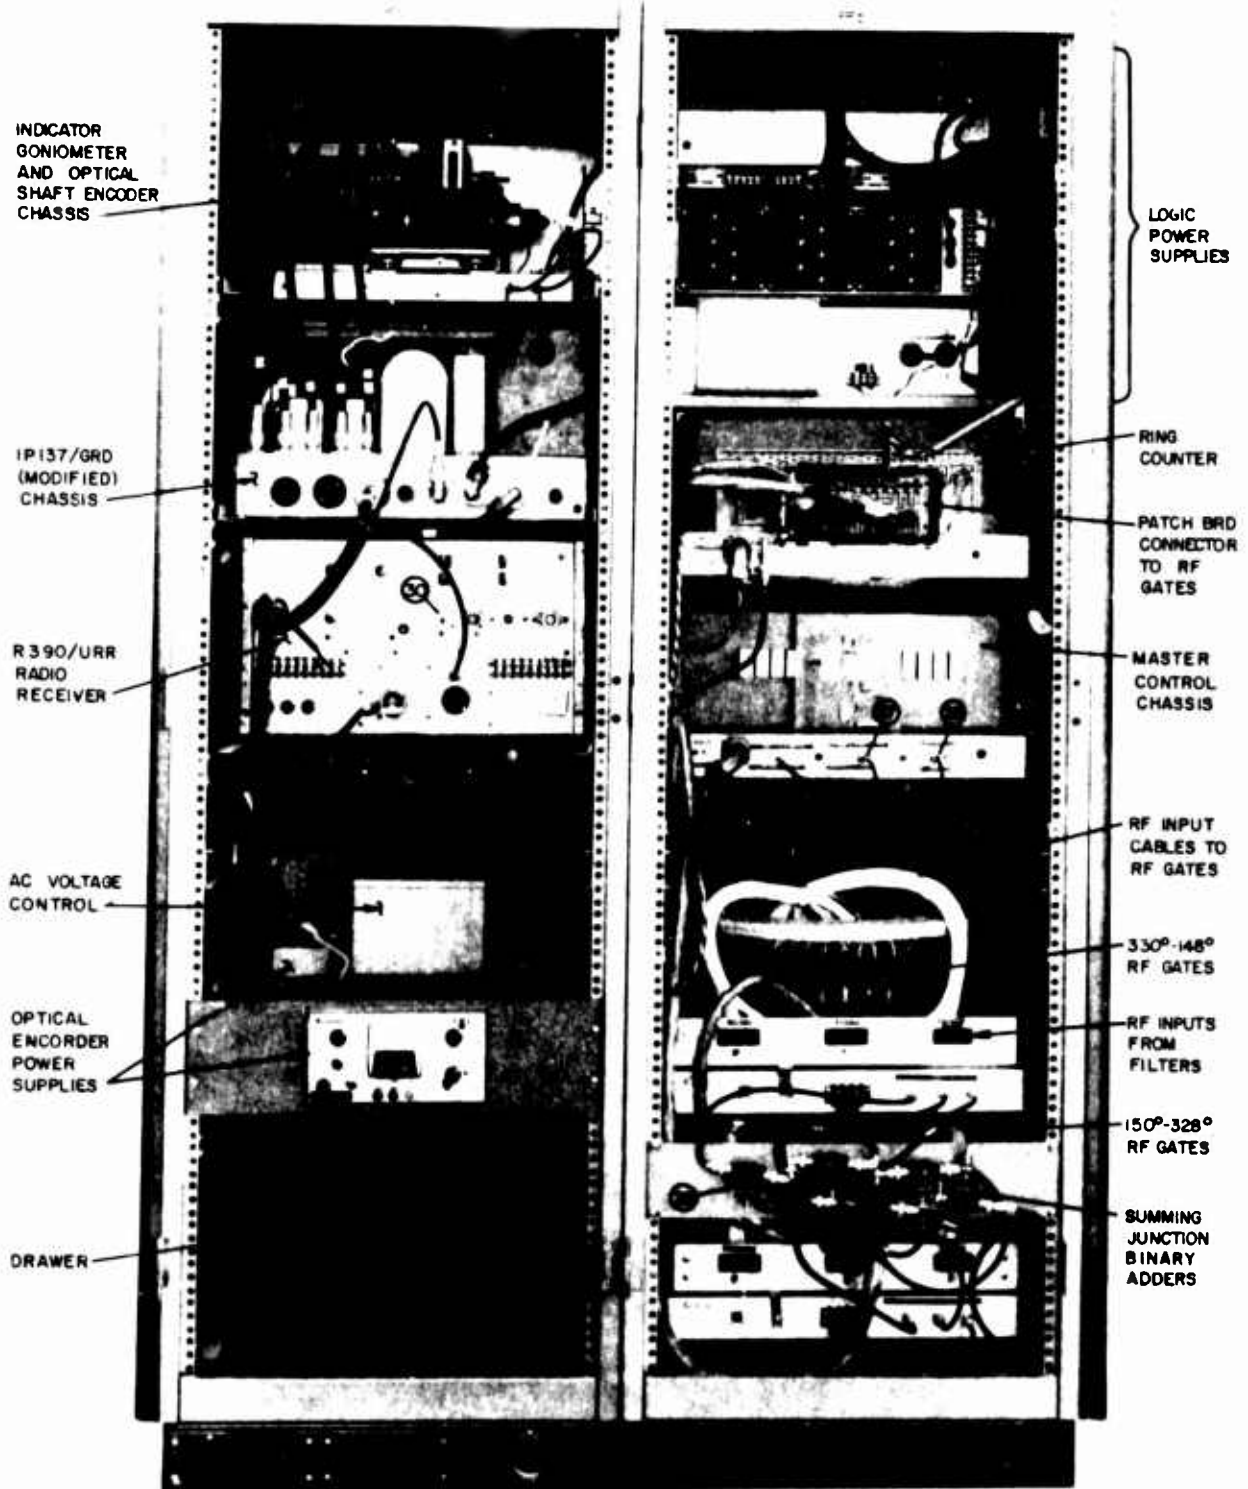 INDICATOR
GONIOMETER
AND OPTICAL
SHAFT ENCODER
CHASSIS
IP137/GRD
(MODIFIED)
CHASSIS
R390/URR
RADIO
RECEIVER
AC VOLTAGE
CONTROL
OPTICAL
ENCORDER
POWER
SUPPLIES
DRAWER
LOGIC
POWER
SUPPLIES
RING
COUNTER
PATCH BRD
CONNECTOR
TO RF
GATES
MASTER
CONTROL
CHASSIS
RF INPUT
CABLES TO
RF GATES
330°-148°
RF GATES
RF INPUTS
FROM
FILTERS
150°-328°
RF GATES
SUMMING
JUNCTION
BINARY
ADDERS